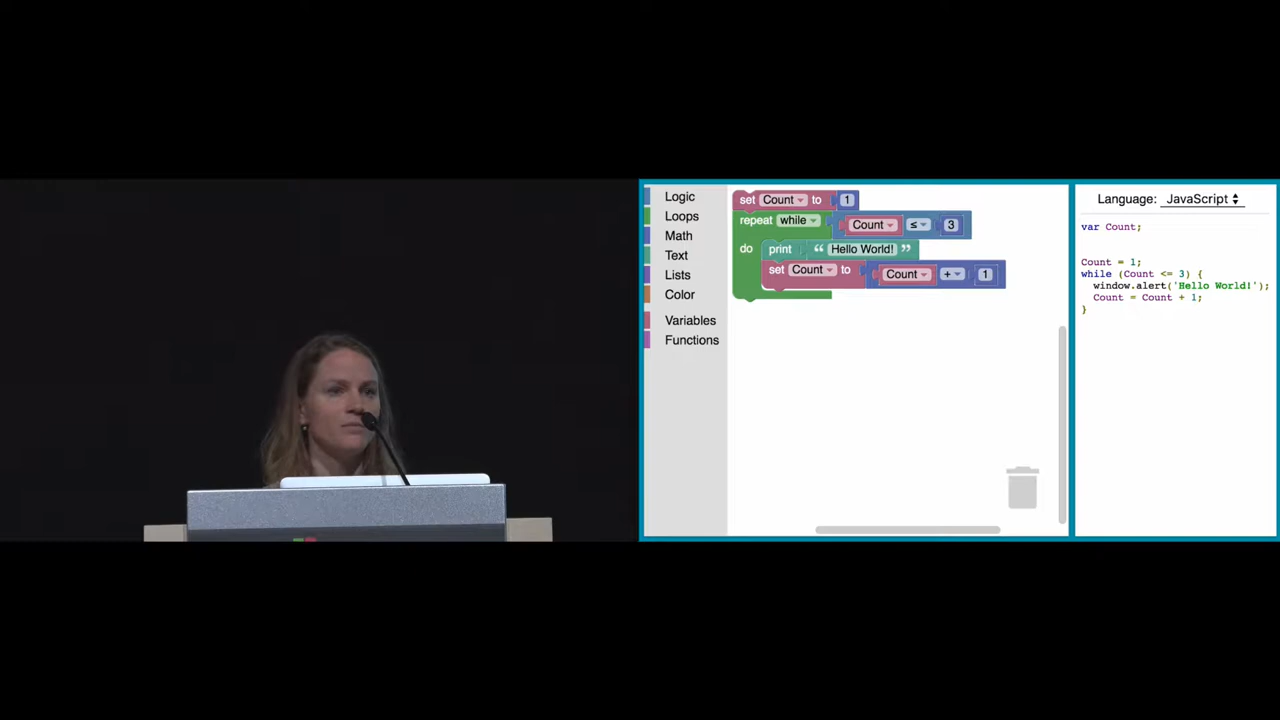 Logic
Loops
Math
Text
Lists
Color
Variables
Functions
set Count to 1
repeat while Count ≤ 3
do print “ Hello World! ”
set Count to Count + 1
Language: JavaScript
var Count;
Count = 1;
while (Count <= 3) {
window.alert('Hello World!');
Count = Count + 1;
}